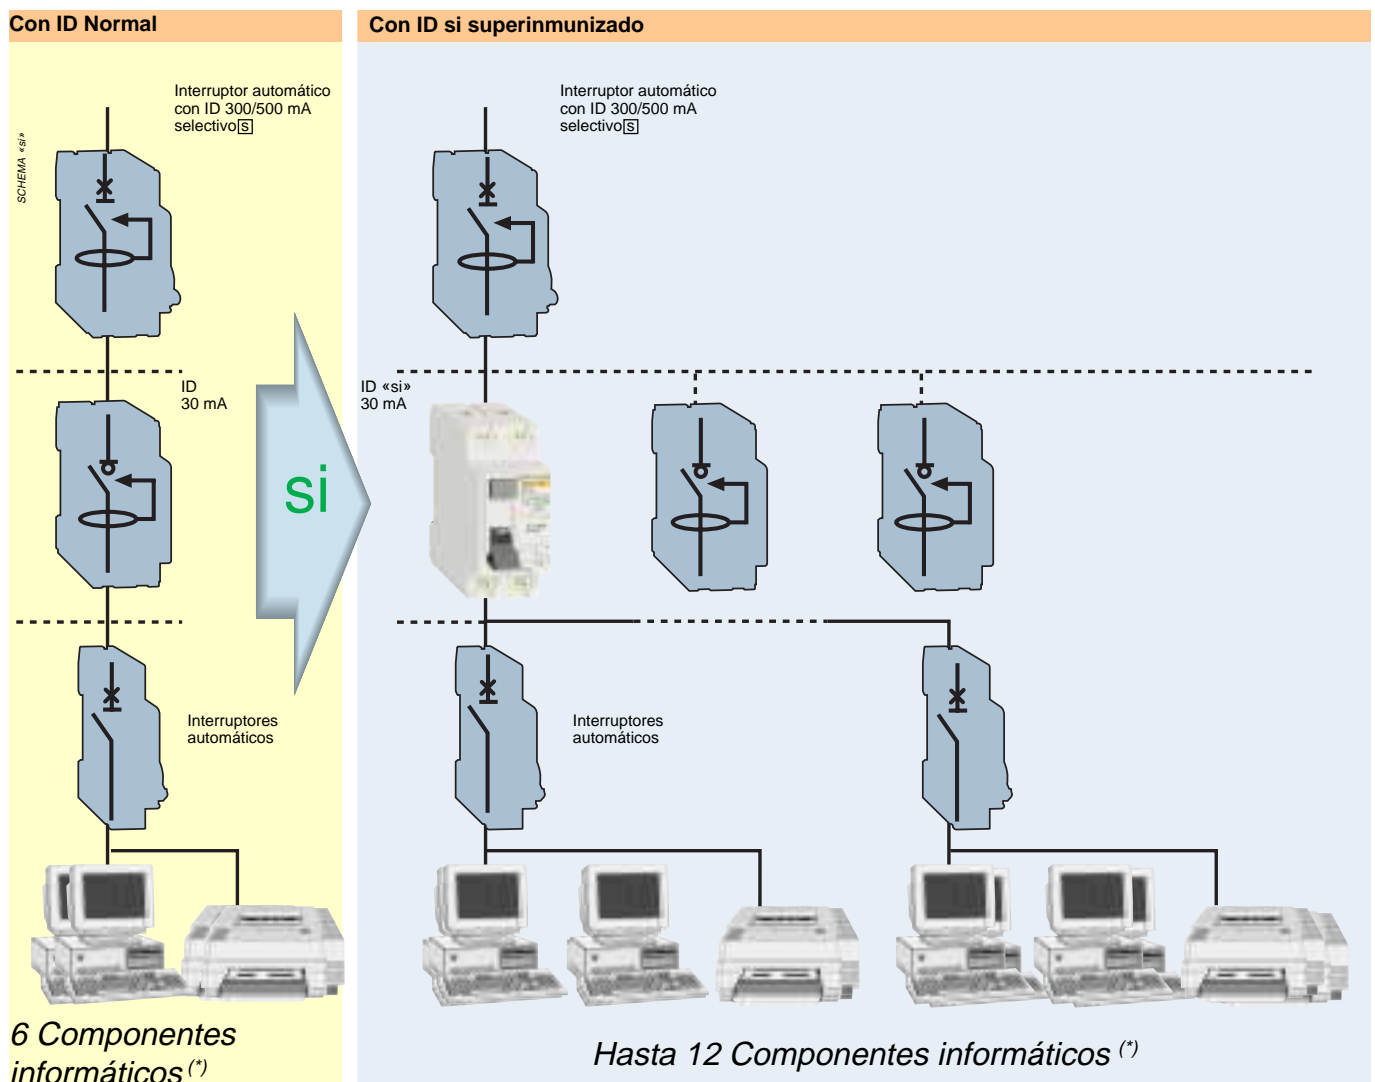 Con ID Normal
Con ID si superinmunizado
SCHEMA «si»
Interruptor automático
con ID 300/500 mA
selectivo S
Interruptor automático
con ID 300/500 mA
selectivo S
ID
30 mA
si
ID «si»
30 mA
Interruptores
automáticos
Interruptores
automáticos
6 Componentes
informáticos (*)
Hasta 12 Componentes informáticos (*)